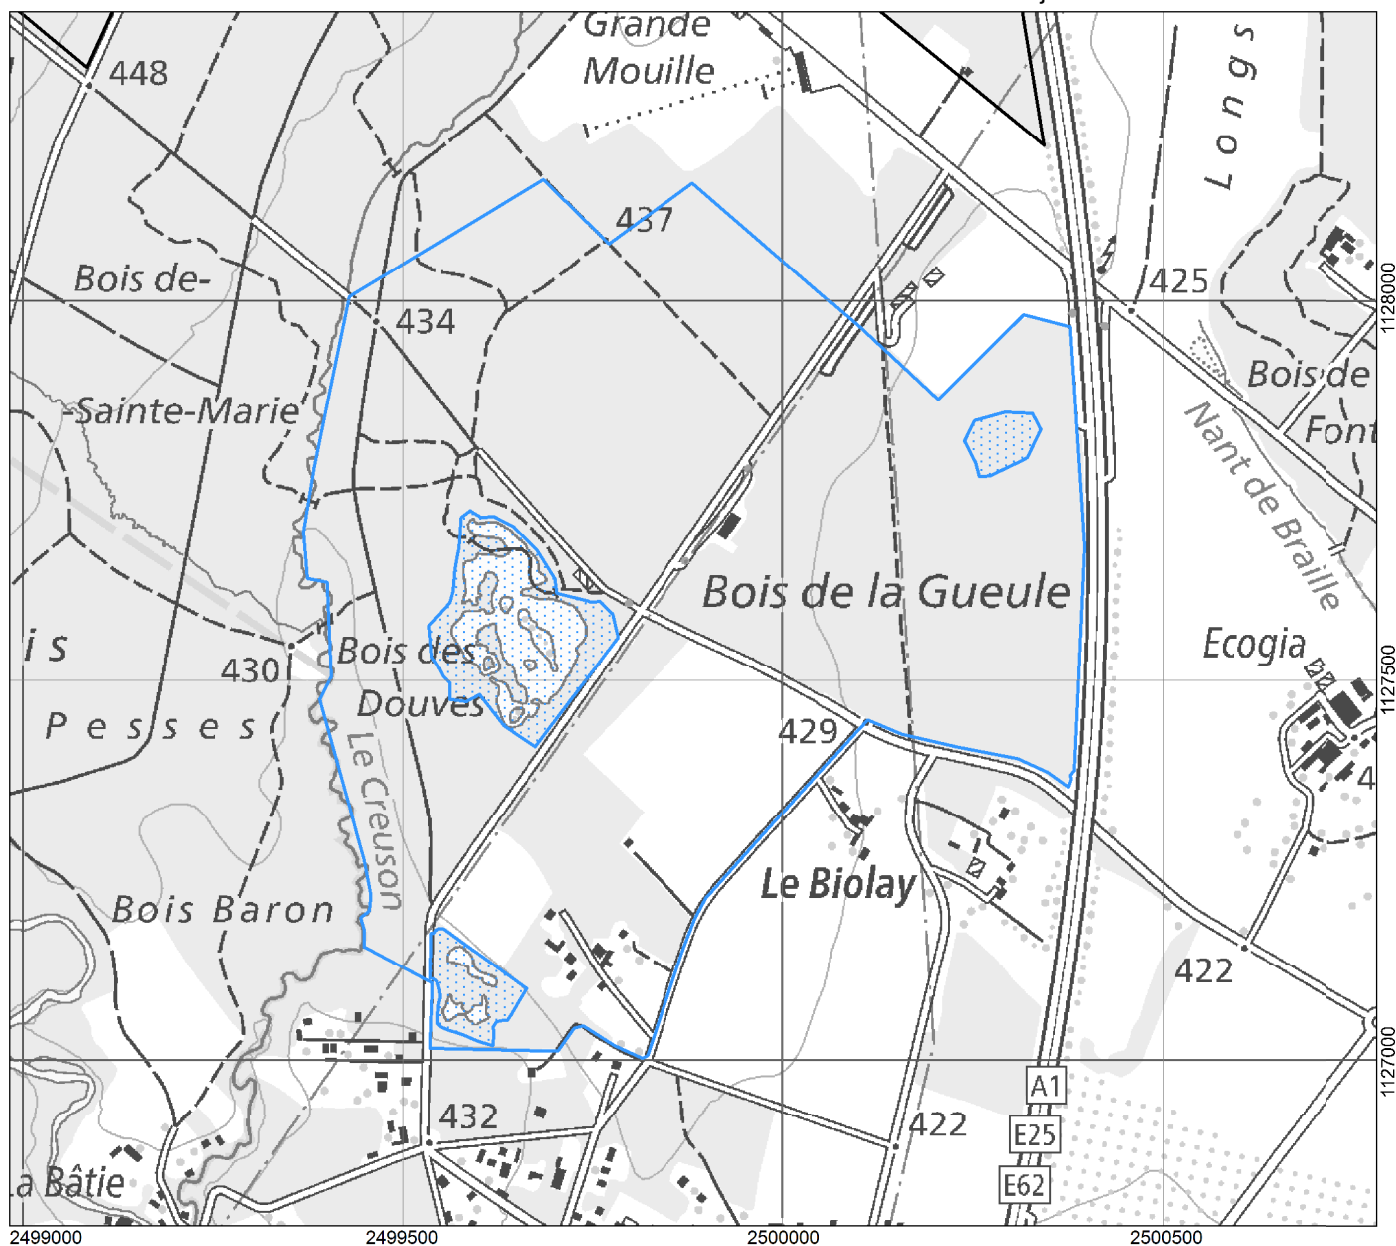 Grande
Mouille
448
L o n g s
437
Bois de-
425
434
Bois de
-Sainte-Marie
Font
Nant de Braille
Bois de la Gueule
is
Bois des
Ecogia
430
Douves
Pesses
429
Le Creuson
4
Le Biolay
Bois Baron
422
A1
432
422
E25
a Bâtie
E62
1128000
1127500
1127000
2499000
2499500
2500000
2500500